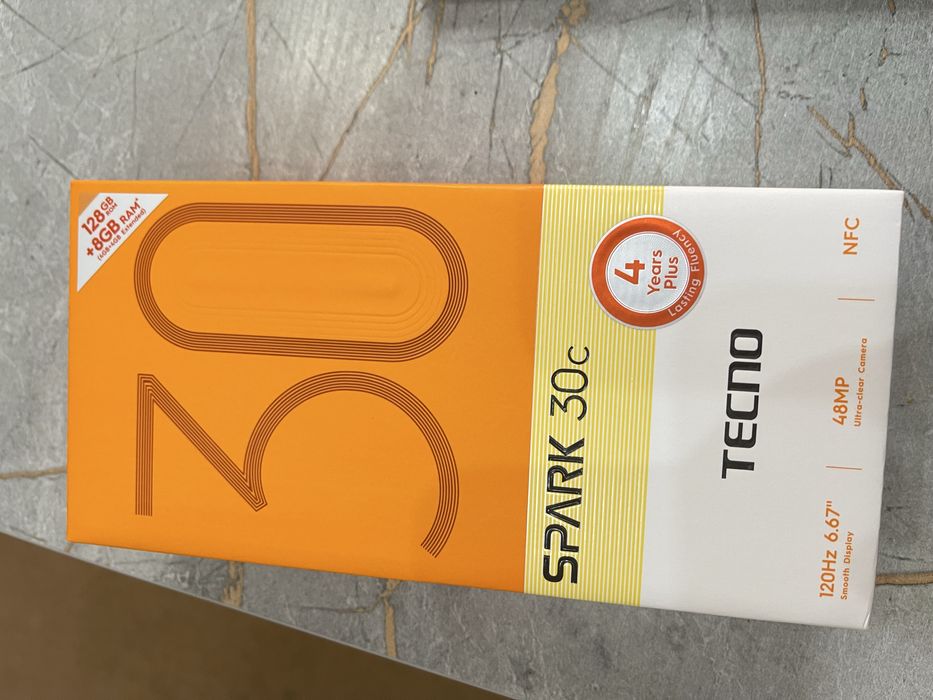 128GB
ROM
+8GB RAM*
(4GB+4GB Extended)
30
SPARK 30C
4
Years
Plus
Lasting Fluency
TECNO
120Hz 6.67"
Smooth Display
48MP
Ultra-clear Camera
NFC